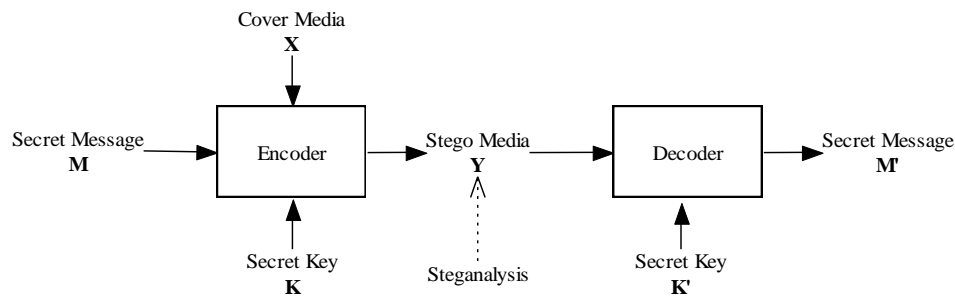 Cover Media
X
Secret Message
M
Encoder
Stego Media
Y
Decoder
Secret Message
M'
Secret Key
K
Steganalysis
Secret Key
K'